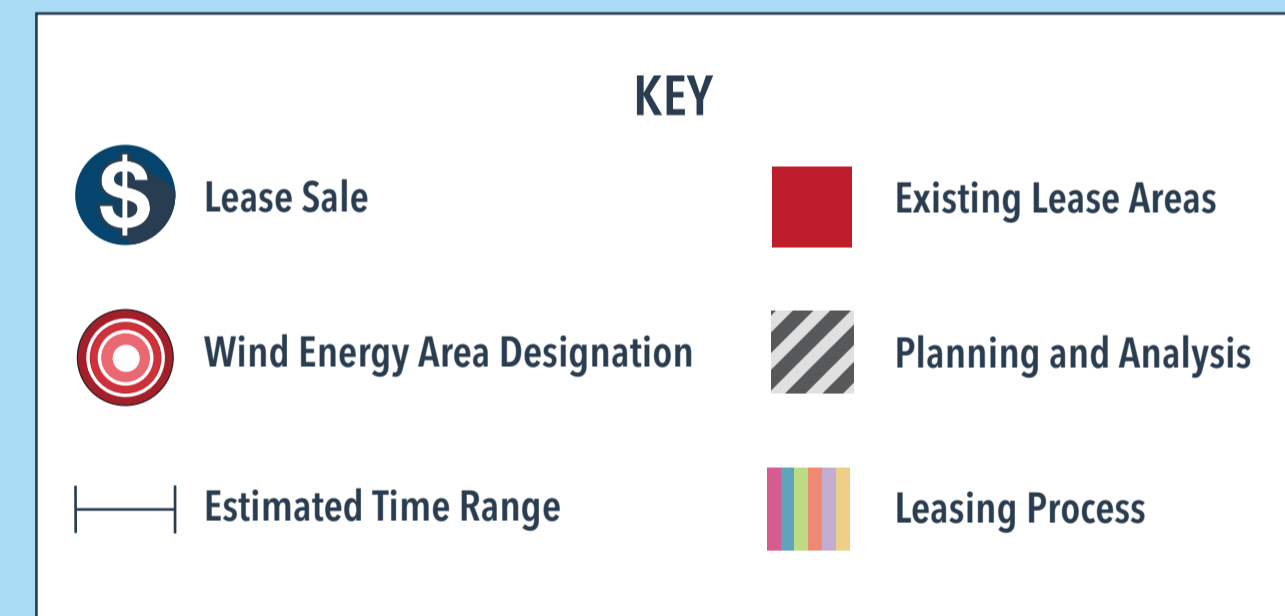 KEY
$
Lease Sale
Existing Lease Areas
Wind Energy Area Designation
Planning and Analysis
Estimated Time Range
Leasing Process